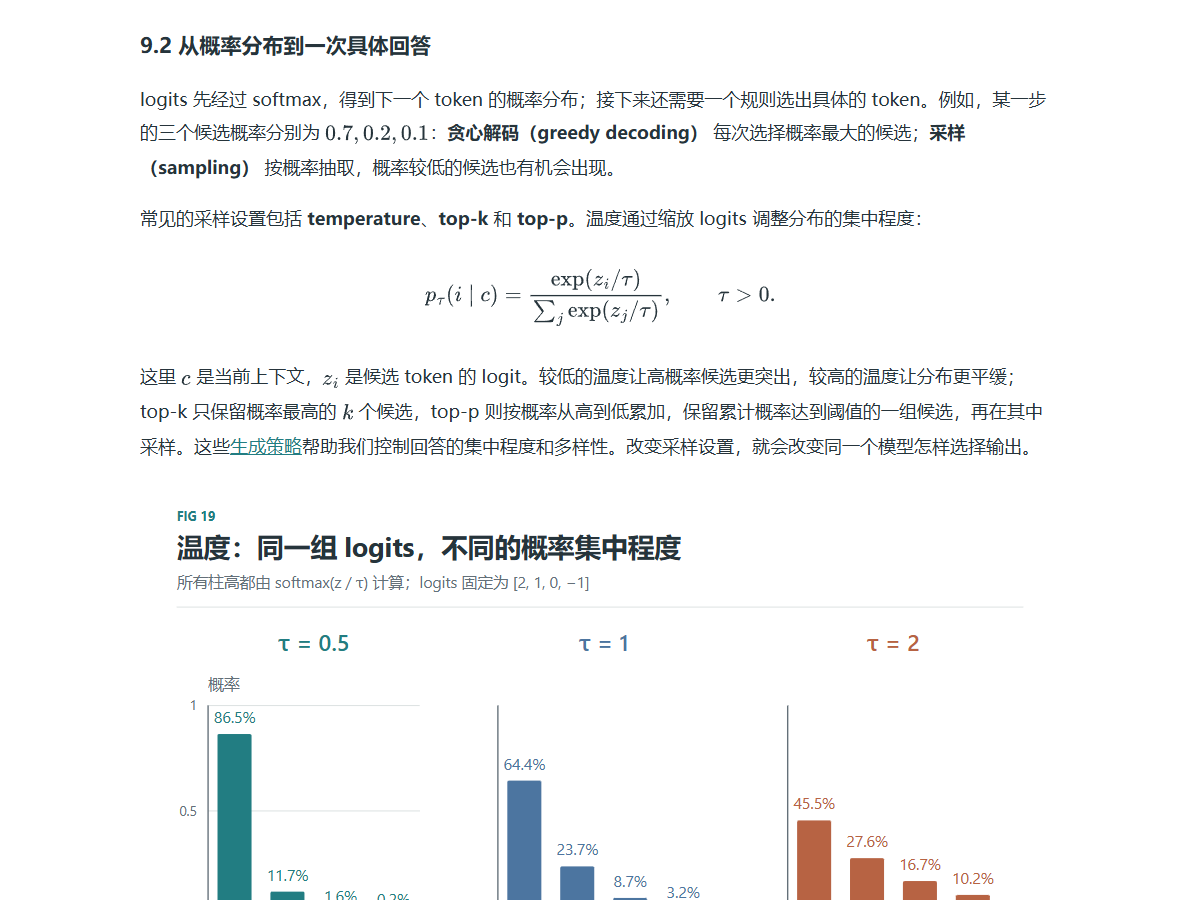 9.2 从概率分布到一次具体回答
logits 先经过 softmax，得到下一个 token 的概率分布；接下来还需要一个规则选出具体的 token。例如，某一步
的三个候选概率分别为 0.7, 0.2, 0.1：贪心解码（greedy decoding） 每次选择概率最大的候选；采样
（sampling） 按概率抽取，概率较低的候选也有机会出现。
常见的采样设置包括 temperature、top-k 和 top-p。温度通过缩放 logits 调整分布的集中程度：
p_τ(i | c) = exp(z_i/τ) / ∑_j exp(z_j/τ), τ > 0.
这里 c 是当前上下文，z_i 是候选 token 的 logit。较低的温度让高概率候选更突出，较高的温度让分布更平缓；
top-k 只保留概率最高的 k 个候选，top-p 则按概率从高到低累加，保留累计概率达到阈值的一组候选，再在其中
采样。这些生成策略帮助我们控制回答的集中程度和多样性。改变采样设置，就会改变同一个模型怎样选择输出。
FIG 19
温度：同一组 logits，不同的概率集中程度
所有柱高都由 softmax(z / τ) 计算；logits 固定为 [2, 1, 0, −1]
τ = 0.5 τ = 1 τ = 2
概率
1
86.5%
64.4%
45.5%
0.5
27.6%
23.7%
16.7%
11.7%
10.2%
8.7%
3.2%
1.6%
0.2%